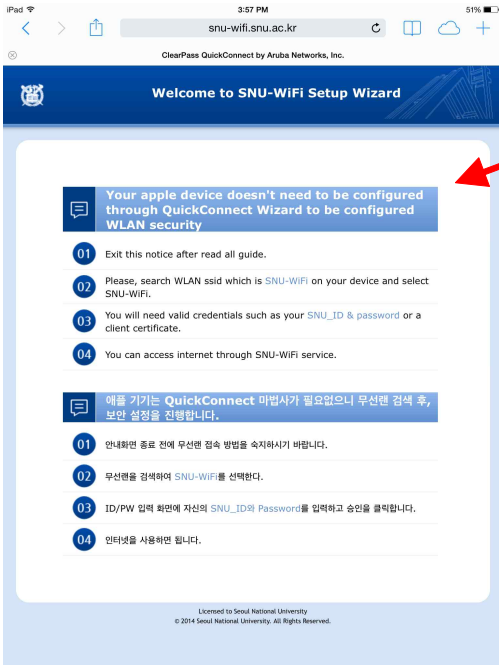 iPad 3:57 PM 51%
snu-wifi.snu.ac.kr
ClearPass QuickConnect by Aruba Networks, Inc.
Welcome to SNU-WiFi Setup Wizard
Your apple device doesn't need to be configured
through QuickConnect Wizard to be configured
WLAN security
01 Exit this notice after read all guide.
02 Please, search WLAN ssid which is SNU-WiFi on your device and select
SNU-WiFi.
03 You will need valid credentials such as your SNU_ID & password or a
client certificate.
04 You can access internet through SNU-WiFi service.
애플 기기는 QuickConnect 마법사가 필요없으니 무선랜 검색 후,
보안 설정을 진행합니다.
01 안내화면 종료 전에 무선랜 접속 방법을 숙지하시기 바랍니다.
02 무선랜을 검색하여 SNU-WiFi를 선택한다.
03 ID/PW 입력 화면에 자신의 SNU_ID와 Password를 입력하고 승인을 클릭합니다.
04 인터넷을 사용하면 됩니다.
Licensed to Seoul National University
© 2014 Seoul National University. All Rights Reserved.